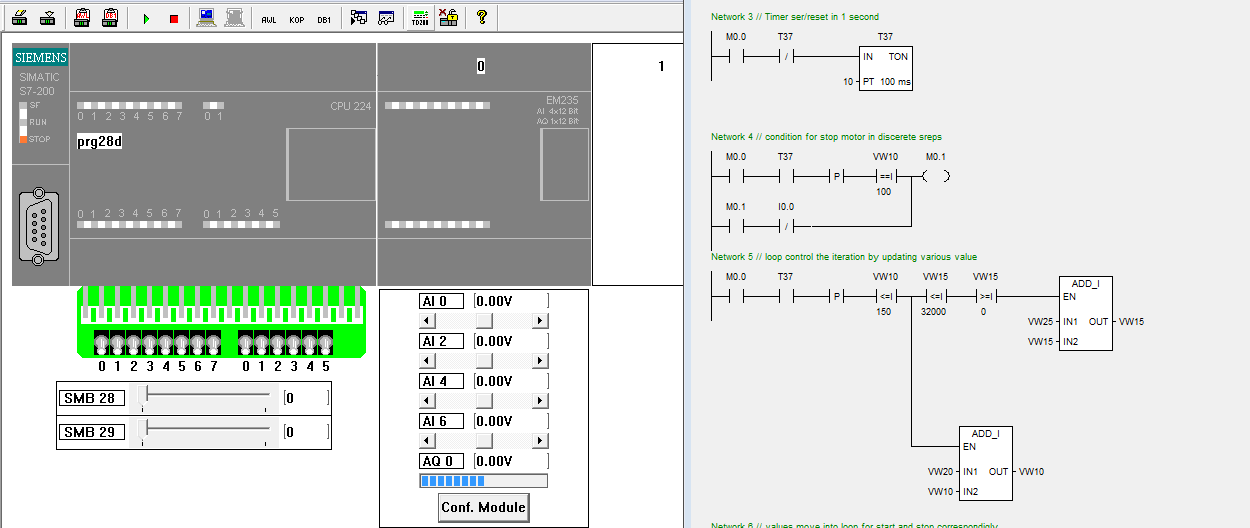 AWL KOP DB1 TD200 ?
SIEMENS
SIMATIC
S7-200
SF
RUN
STOP
0 1 2 3 4 5 6 7 0 1
CPU 224
prg28d
0 1 2 3 4 5 6 7 0 1 2 3 4 5
0
EM235
AI 4x12 Bit
AQ 1x12 Bit
1
0 1 2 3 4 5 6 7 0 1 2 3 4 5
SMB 28 [0 ]
SMB 29 [0 ]
AI 0 [0.00V ]
AI 2 [0.00V ]
AI 4 [0.00V ]
AI 6 [0.00V ]
AQ 0 [0.00V ]
Conf. Module
Network 3 // Timer ser/reset in 1 second
M0.0 T37 T37
/ IN TON
10 PT 100 ms
Network 4 // condition for stop motor in discerete sreps
M0.0 T37 VW10 M0.1
P ==I
100
M0.1 I0.0
/
Network 5 // loop control the iteration by updating various value
M0.0 T37 VW10 VW15 VW15 ADD_I
P <=I <=I >=I EN
150 32000 0
VW25 IN1 OUT VW15
VW15 IN2
ADD_I
EN
VW20 IN1 OUT VW10
VW10 IN2
Network 6 // values move into loop for start and stop correspondigly